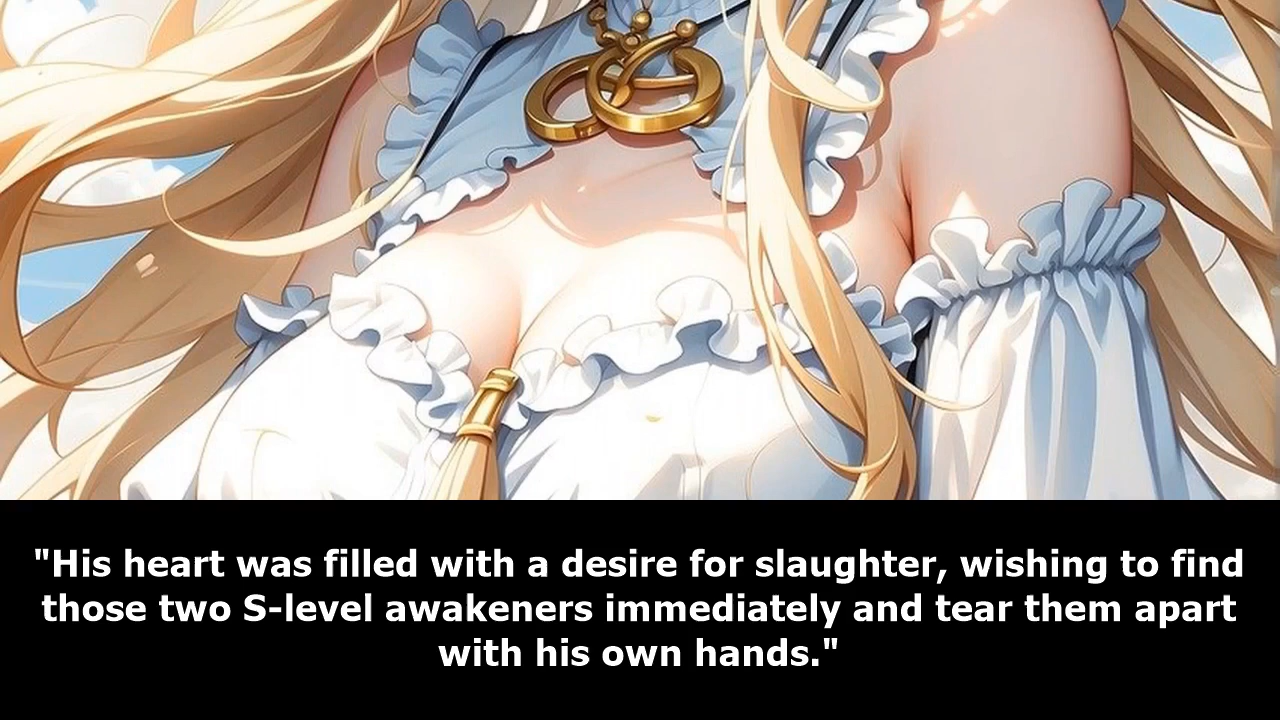 "His heart was filled with a desire for slaughter, wishing to find
those two S-level awakeners immediately and tear them apart
with his own hands."